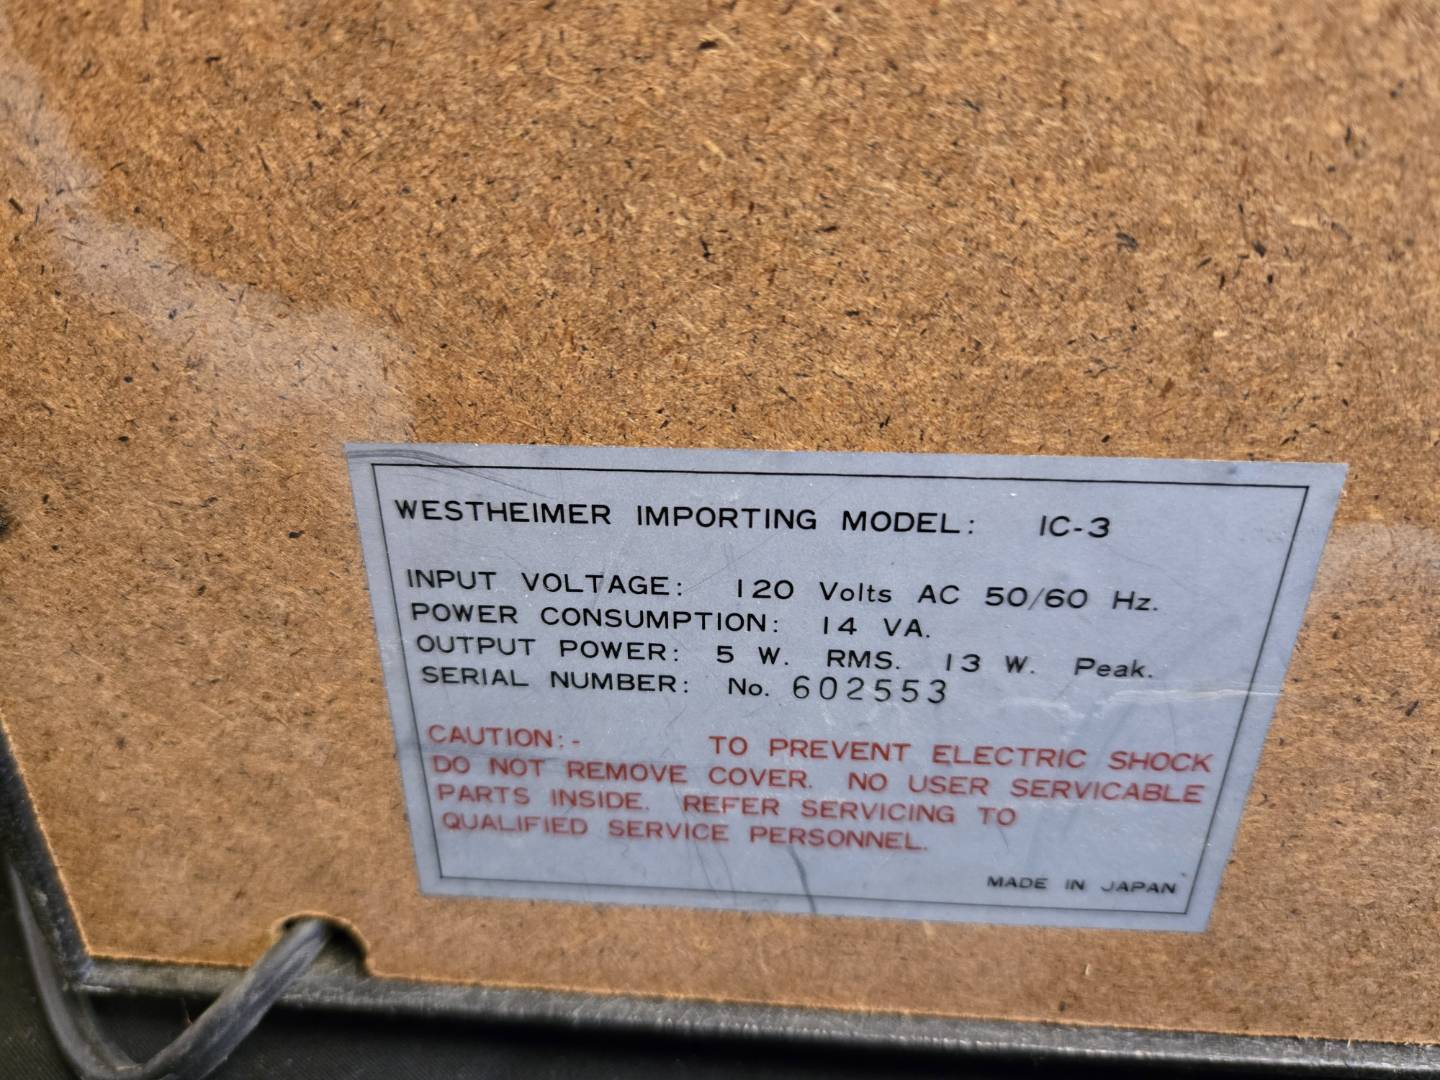 WESTHEIMER IMPORTING MODEL: IC-3
INPUT VOLTAGE: 120 Volts AC 50/60 Hz.
POWER CONSUMPTION: 14 VA.
OUTPUT POWER: 5 W. RMS. 13 W. Peak.
SERIAL NUMBER: No. 602553
CAUTION:- TO PREVENT ELECTRIC SHOCK
DO NOT REMOVE COVER. NO USER SERVICABLE
PARTS INSIDE. REFER SERVICING TO
QUALIFIED SERVICE PERSONNEL.
MADE IN JAPAN